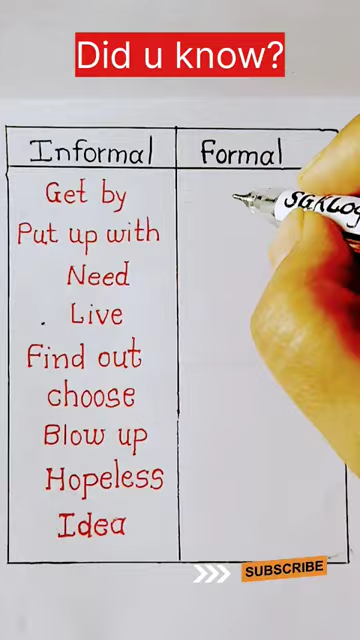 Did u know?
Informal Formal
Get by
Put up with
Need
Live
Find out
choose
Blow up
Hopeless
Idea
SUBSCRIBE